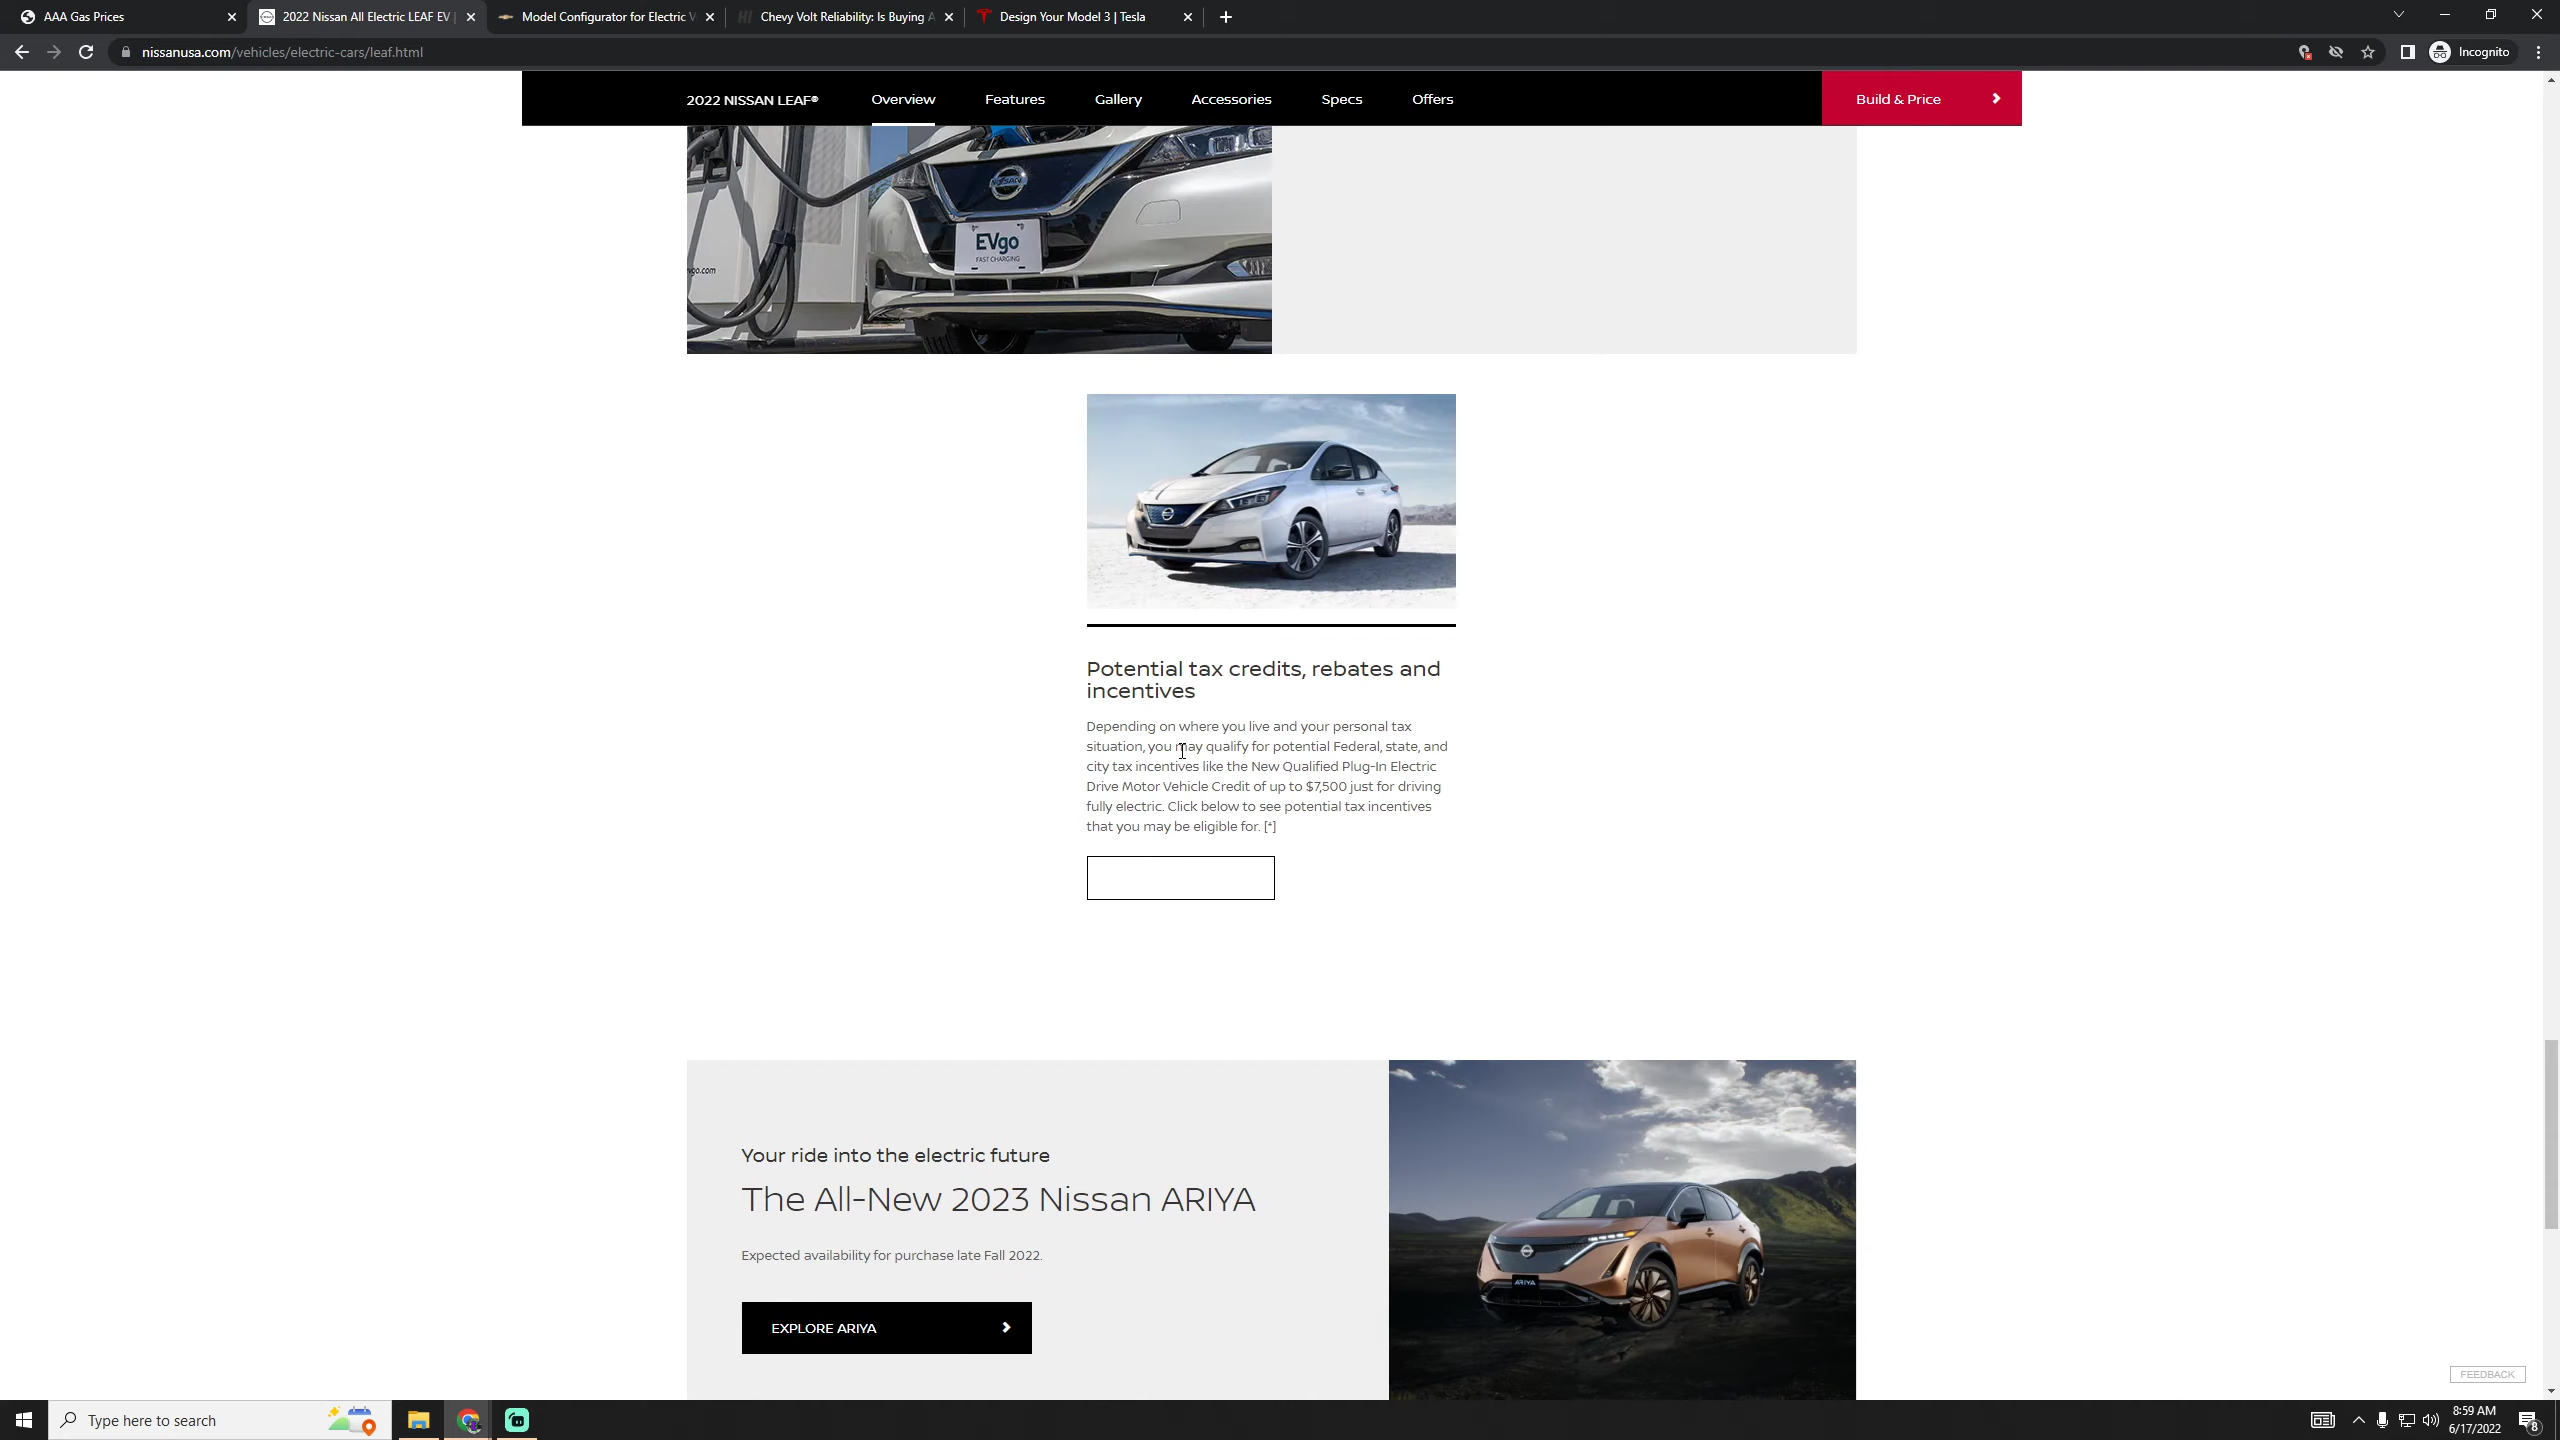 AAA Gas Prices
2022 Nissan All Electric LEAF EV |
Model Configurator for Electric V
Chevy Volt Reliability: Is Buying A
Design Your Model 3 | Tesla
nissanusa.com/vehicles/electric-cars/leaf.html
Incognito
2022 NISSAN LEAF®
Overview
Features
Gallery
Accessories
Specs
Offers
Build & Price
NISSAN
EVgo
FAST CHARGING
vgo.com
Potential tax credits, rebates and
incentives
Depending on where you live and your personal tax
situation, you may qualify for potential Federal, state, and
city tax incentives like the New Qualified Plug-In Electric
Drive Motor Vehicle Credit of up to $7,500 just for driving
fully electric. Click below to see potential tax incentives
that you may be eligible for. [*]
Your ride into the electric future
The All-New 2023 Nissan ARIYA
Expected availability for purchase late Fall 2022.
EXPLORE ARIYA
ARIYA
FEEDBACK
Type here to search
8:59 AM
6/17/2022
8